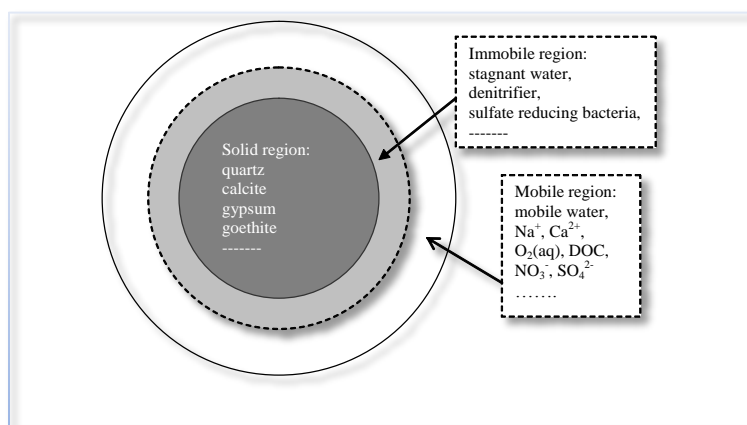 Immobile region:
stagnant water,
denitrifier,
sulfate reducing bacteria,
-------
Solid region:
quartz
calcite
gypsum
goethite
-------
Mobile region:
mobile water,
Na⁺, Ca²⁺,
O₂(aq), DOC,
NO₃⁻, SO₄²⁻
.......